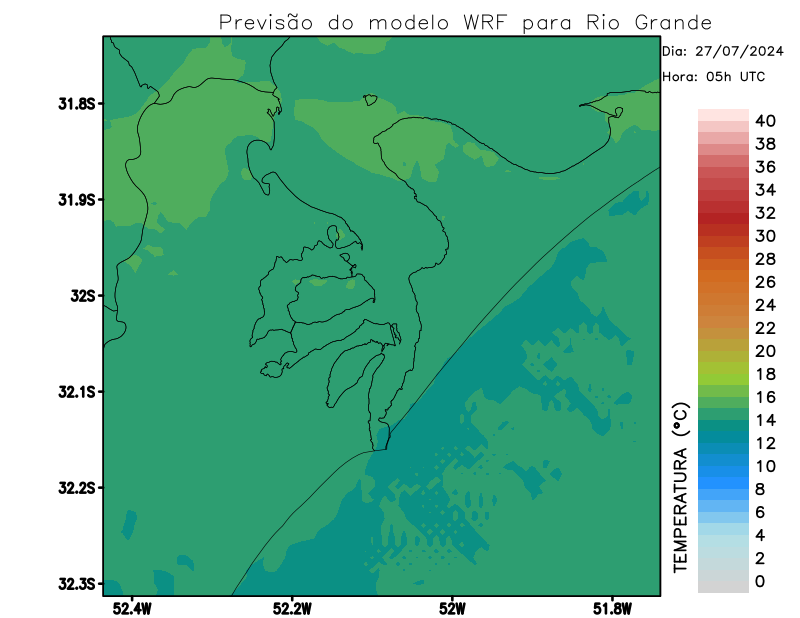 Previsão do modelo WRF para Rio Grande
Dia: 27/07/2024
Hora: 05h UTC
31.8S
31.9S
32S
32.1S
32.2S
32.3S
52.4W
52.2W
52W
51.8W
TEMPERATURA (°C)
40
38
36
34
32
30
28
26
24
22
20
18
16
14
12
10
8
6
4
2
0